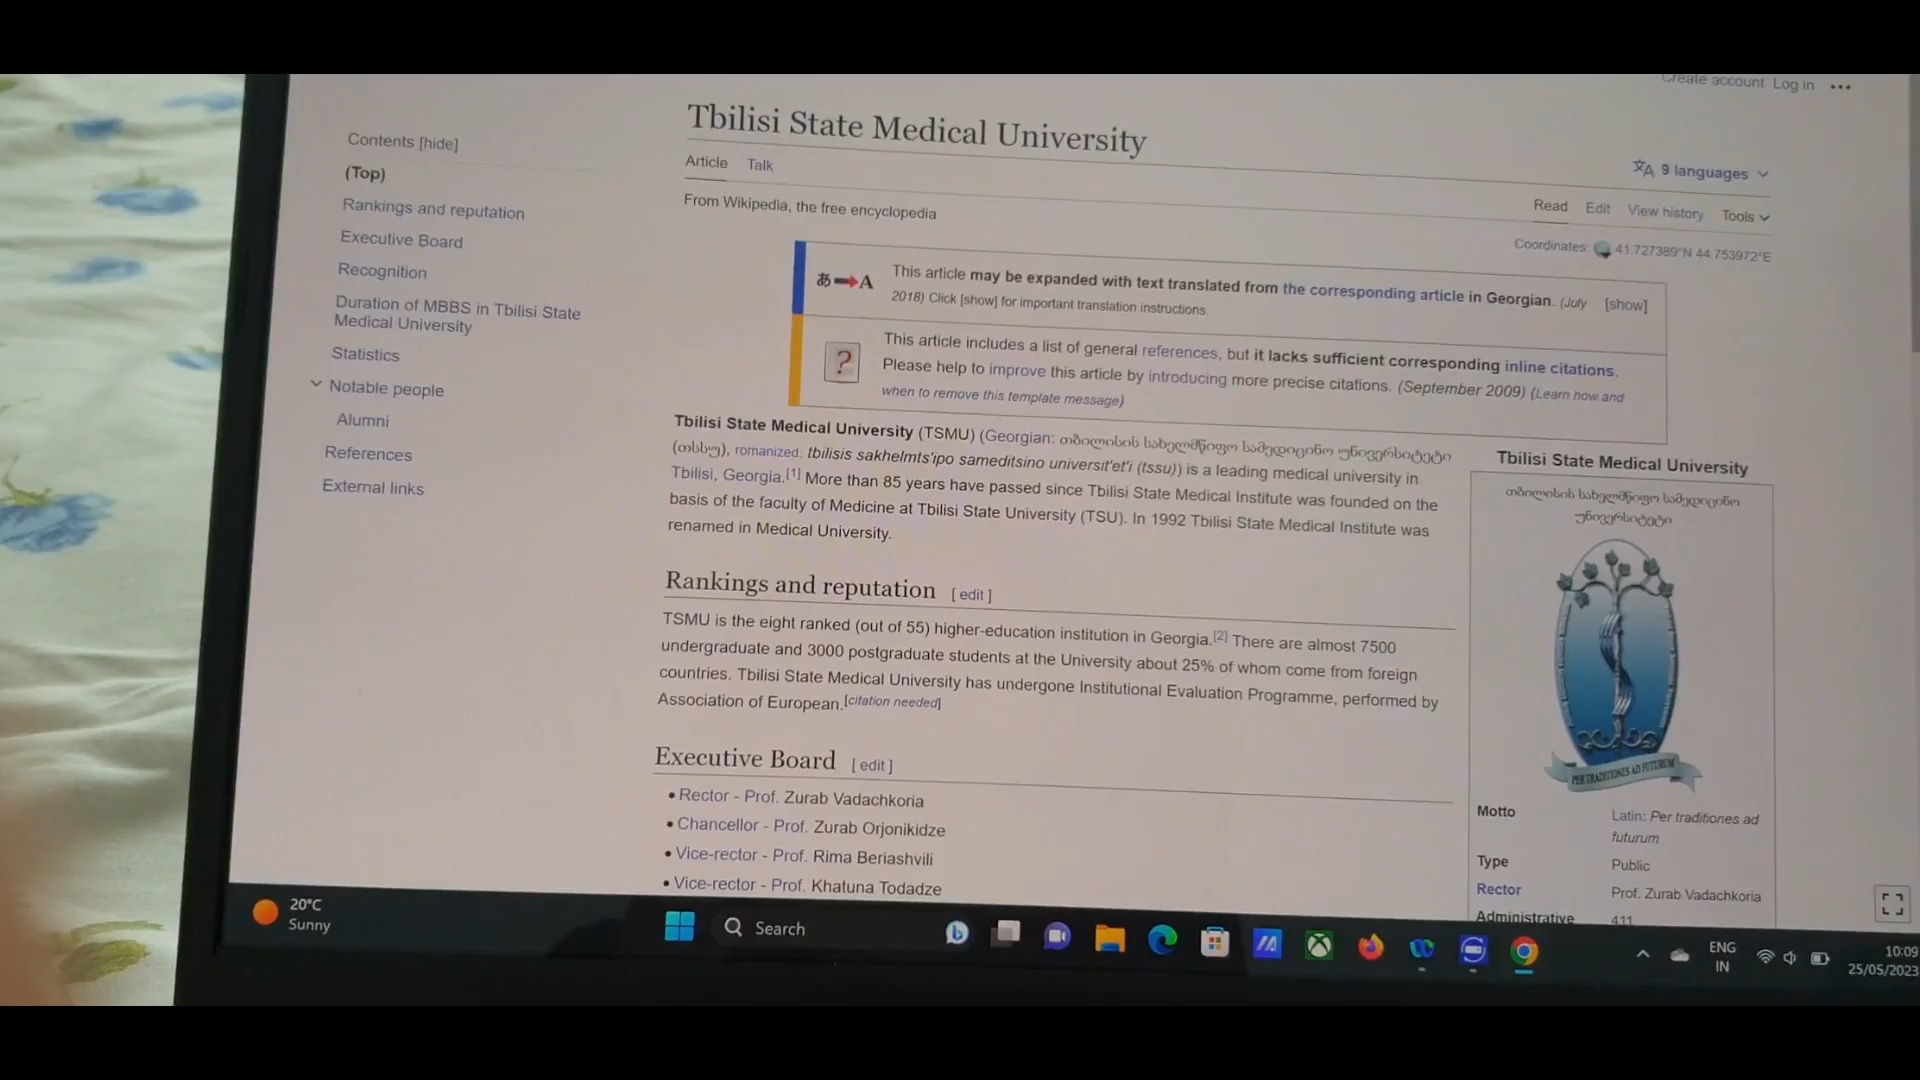 Create account Log in
Tbilisi State Medical University
Contents [hide]
(Top)
Rankings and reputation
Executive Board
Recognition
Duration of MBBS in Tbilisi State
Medical University
Statistics
Notable people
Alumni
References
External links
Article Talk
9 languages
From Wikipedia, the free encyclopedia
Read Edit View history Tools
Coordinates: 41.727389°N 44.753972°E
あ A
This article may be expanded with text translated from the corresponding article in Georgian. (July
2018) Click [show] for important translation instructions.
[show]
?
This article includes a list of general references, but it lacks sufficient corresponding inline citations.
Please help to improve this article by introducing more precise citations. (September 2009) (Learn how and
when to remove this template message)
Tbilisi State Medical University (TSMU) (Georgian: თბილისის სახელმწიფო სამედიცინო უნივერსიტეტი
(თსსუ), romanized: tbilisis sakhelmts'ipo sameditsino universit'et'i (tssu)) is a leading medical university in
Tbilisi, Georgia.[1] More than 85 years have passed since Tbilisi State Medical Institute was founded on the
basis of the faculty of Medicine at Tbilisi State University (TSU). In 1992 Tbilisi State Medical Institute was
renamed in Medical University.
Rankings and reputation [ edit ]
TSMU is the eight ranked (out of 55) higher-education institution in Georgia.[2] There are almost 7500
undergraduate and 3000 postgraduate students at the University about 25% of whom come from foreign
countries. Tbilisi State Medical University has undergone Institutional Evaluation Programme, performed by
Association of European.[citation needed]
Executive Board [ edit ]
• Rector - Prof. Zurab Vadachkoria
• Chancellor - Prof. Zurab Orjonikidze
• Vice-rector - Prof. Rima Beriashvili
• Vice-rector - Prof. Khatuna Todadze
Tbilisi State Medical University
თბილისის სახელმწიფო სამედიცინო
უნივერსიტეტი
PER TRADITIONES AD FUTURUM
Motto Latin: Per traditiones ad
futurum
Type Public
Rector Prof. Zurab Vadachkoria
Administrative 411
20°C
Sunny
Search
ENG
IN
10:09
25/05/2023